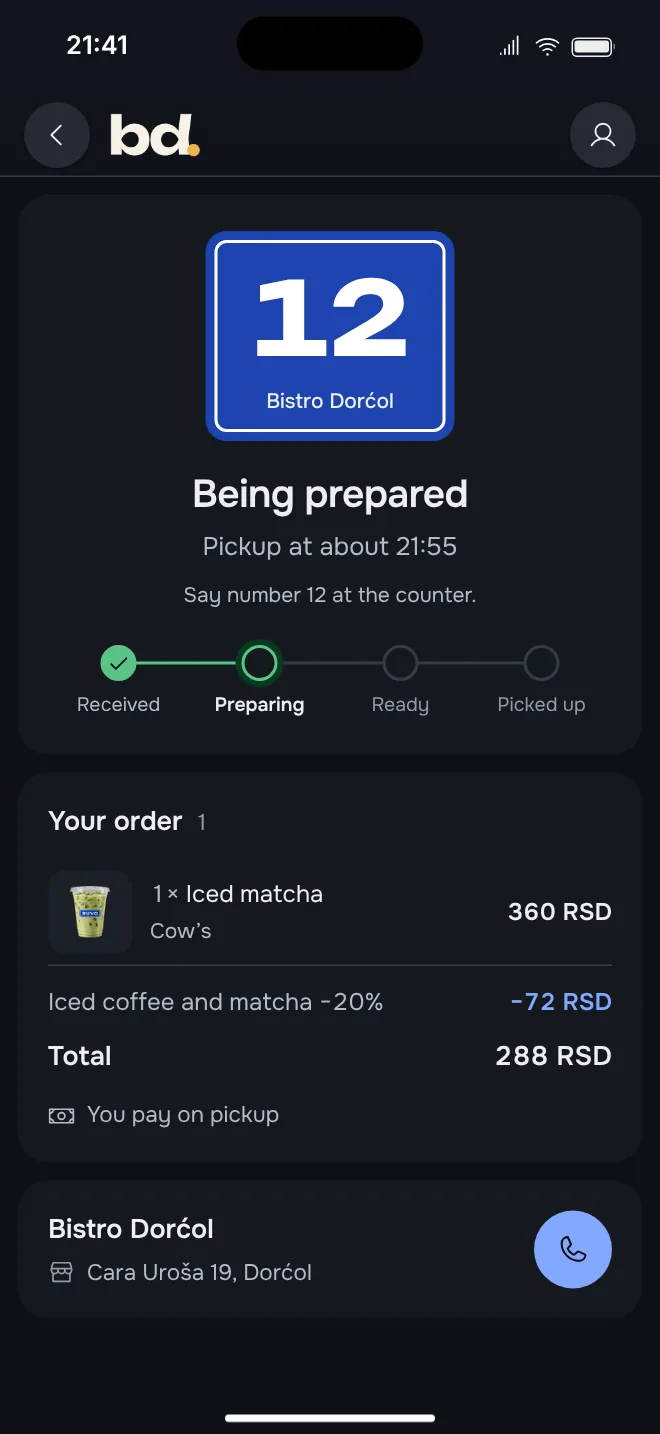 21:41
bd.
12
Bistro Dorćol
Being prepared
Pickup at about 21:55
Say number 12 at the counter.
Received Preparing Ready Picked up
Your order 1
1 × Iced matcha
360 RSD
Cow's
Iced coffee and matcha −20% −72 RSD
Total 288 RSD
You pay on pickup
Bistro Dorćol
Cara Uroša 19, Dorćol